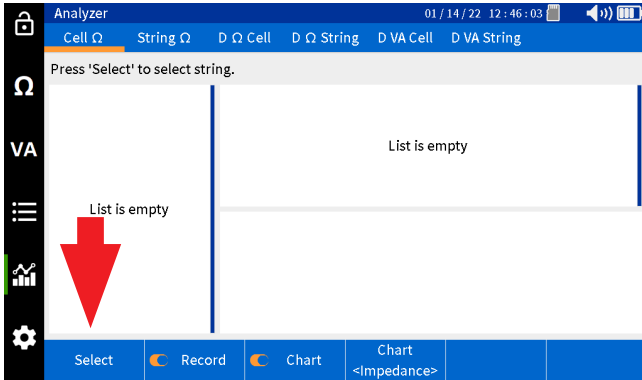 Analyzer 01/14/22 12:46:03
Cell Ω String Ω D Ω Cell D Ω String D VA Cell D VA String
Press 'Select' to select string.
Ω
List is empty
VA
List is empty
Select Record Chart Chart
<Impedance>